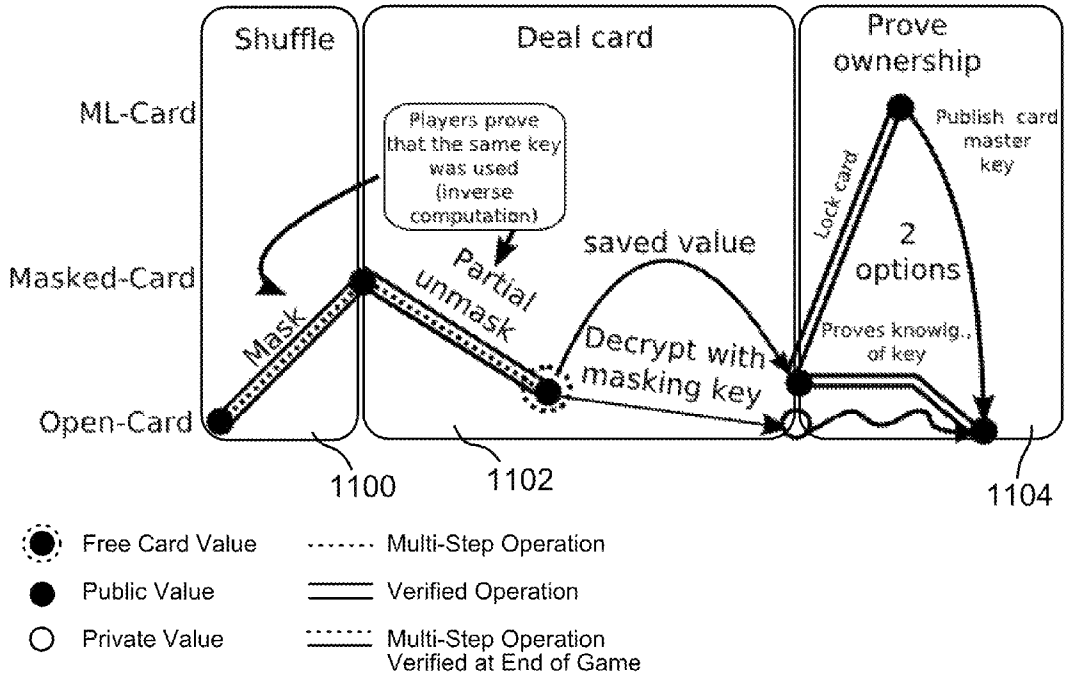 Shuffle
Deal card
Prove
ownership
ML-Card
Masked-Card
Open-Card
Players prove
that the same key
was used
(inverse
computation)
Mask
Partial
unmask
saved value
Decrypt with
masking key
Lock card
Publish card
master
key
2
options
Proves knowlg.,
of key
1100
1102
1104
Free Card Value
Multi-Step Operation
Public Value
Verified Operation
Private Value
Multi-Step Operation
Verified at End of Game